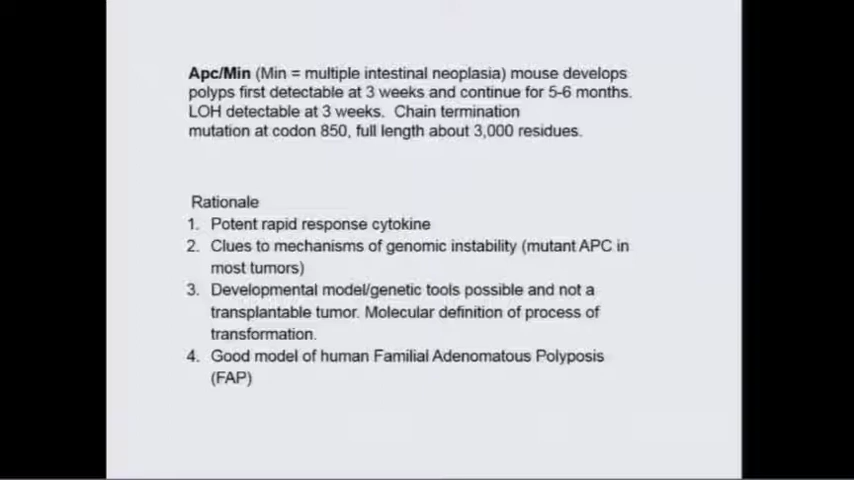 Apc/Min (Min = multiple intestinal neoplasia) mouse develops
polyps first detectable at 3 weeks and continue for 5-6 months.
LOH detectable at 3 weeks. Chain termination
mutation at codon 850, full length about 3,000 residues.
Rationale
1. Potent rapid response cytokine
2. Clues to mechanisms of genomic instability (mutant APC in
most tumors)
3. Developmental model/genetic tools possible and not a
transplantable tumor. Molecular definition of process of
transformation.
4. Good model of human Familial Adenomatous Polyposis
(FAP)